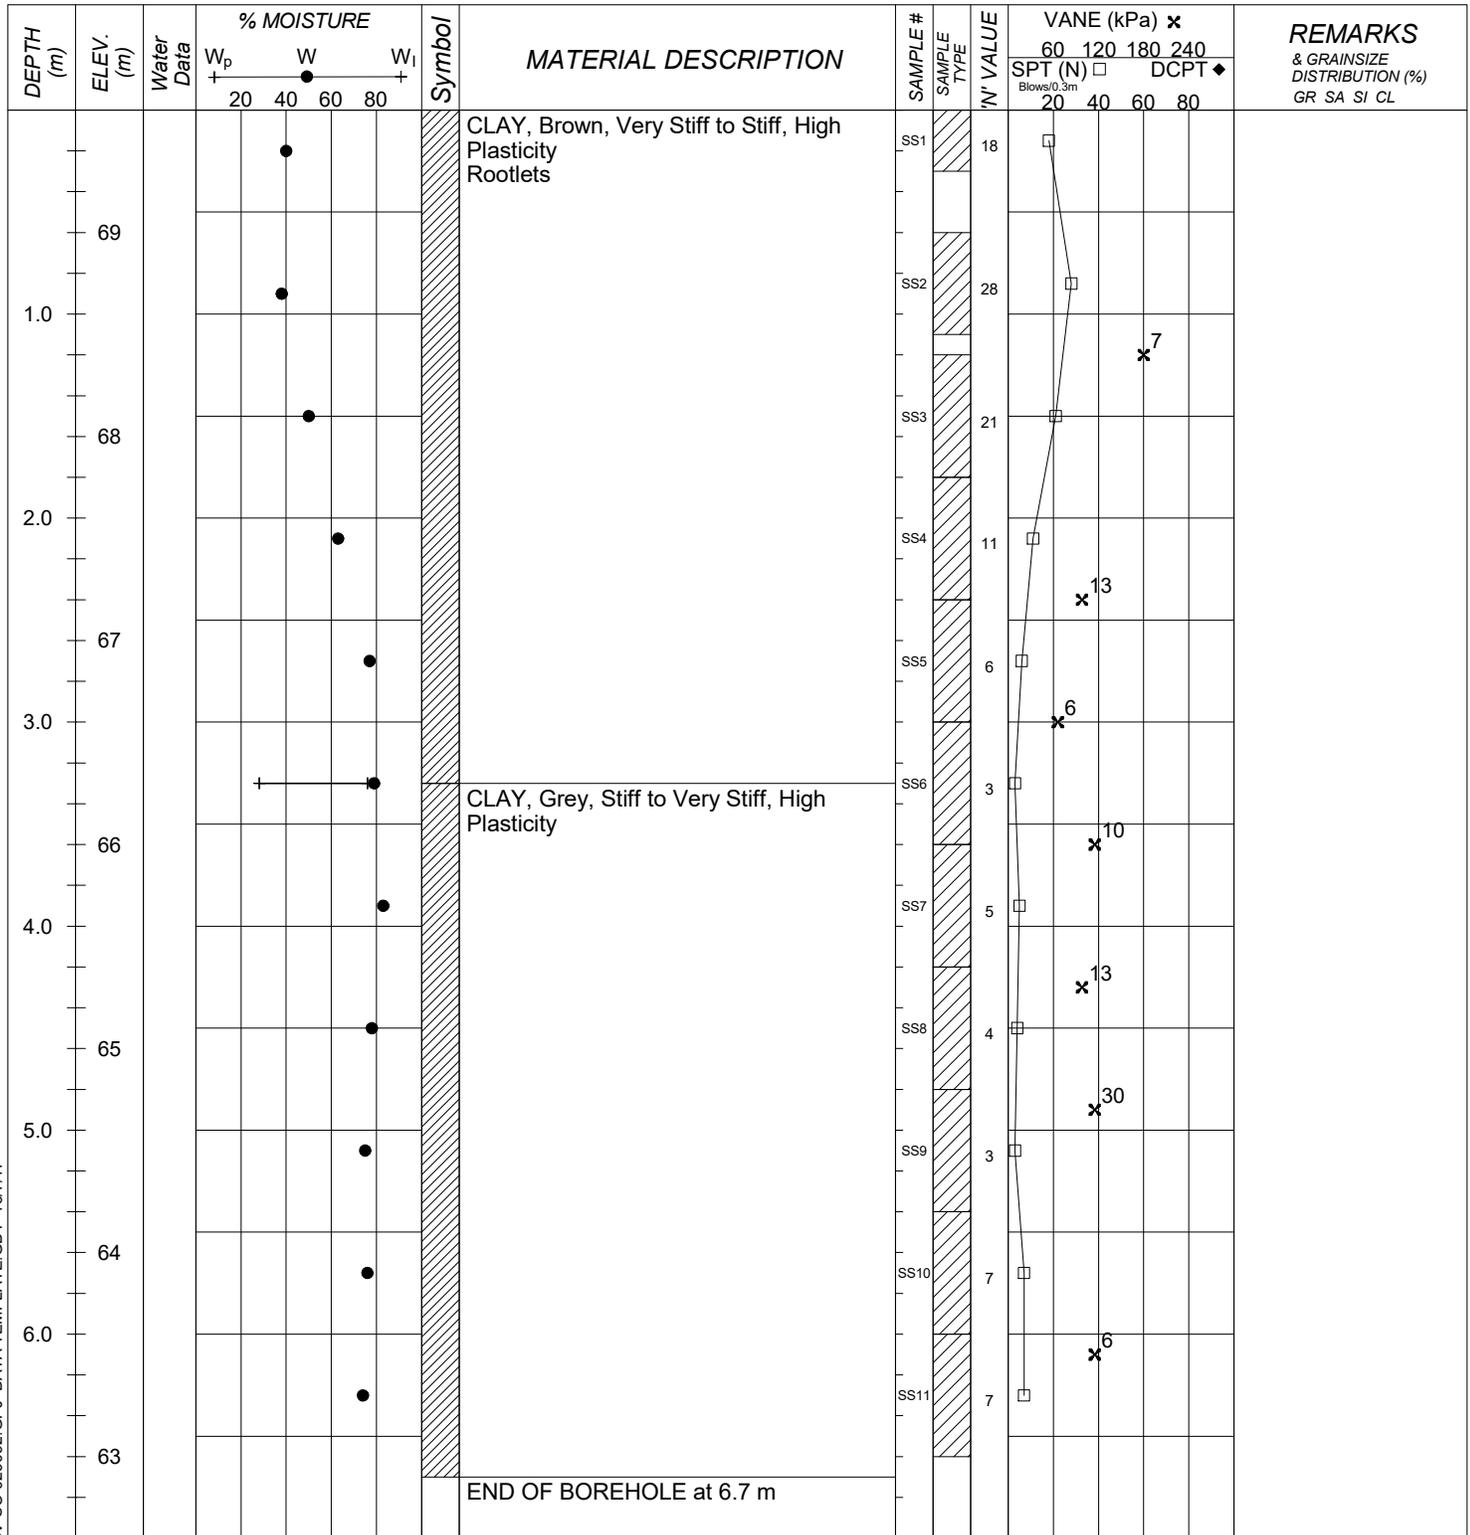 DEPTH (m)
ELEV. (m)
Water Data
% MOISTURE
Wp W Wl
20 40 60 80
Symbol
MATERIAL DESCRIPTION
SAMPLE #
SAMPLE TYPE
'N' VALUE
VANE (kPa)
60 120 180 240
SPT (N) DCPT
Blows/0.3m
20 40 60 80
REMARKS
& GRAINSIZE
DISTRIBUTION (%)
GR SA SI CL
CLAY, Brown, Very Stiff to Stiff, High
Plasticity
Rootlets
SS1 18
69
SS2 28
1.0
7
SS3 21
68
2.0
SS4 11
13
67
SS5 6
3.0
6
SS6 3
CLAY, Grey, Stiff to Very Stiff, High
Plasticity
10
66
SS7 5
4.0
13
SS8 4
65
30
5.0
SS9 3
64
SS10 7
6.0
6
SS11 7
63
END OF BOREHOLE at 6.7 m